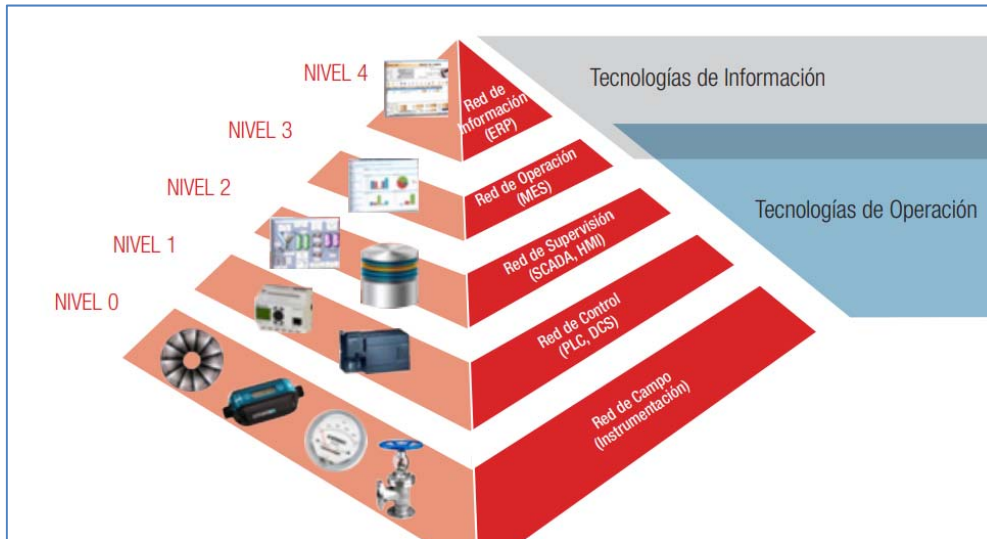 NIVEL 4
NIVEL 3
NIVEL 2
NIVEL 1
NIVEL 0
Red de
Información
(ERP)
Red de Operación
(MES)
Red de Supervisión
(SCADA, HMI)
Red de Control
(PLC, DCS)
Red de Campo
(Instrumentación)
Tecnologías de Información
Tecnologías de Operación